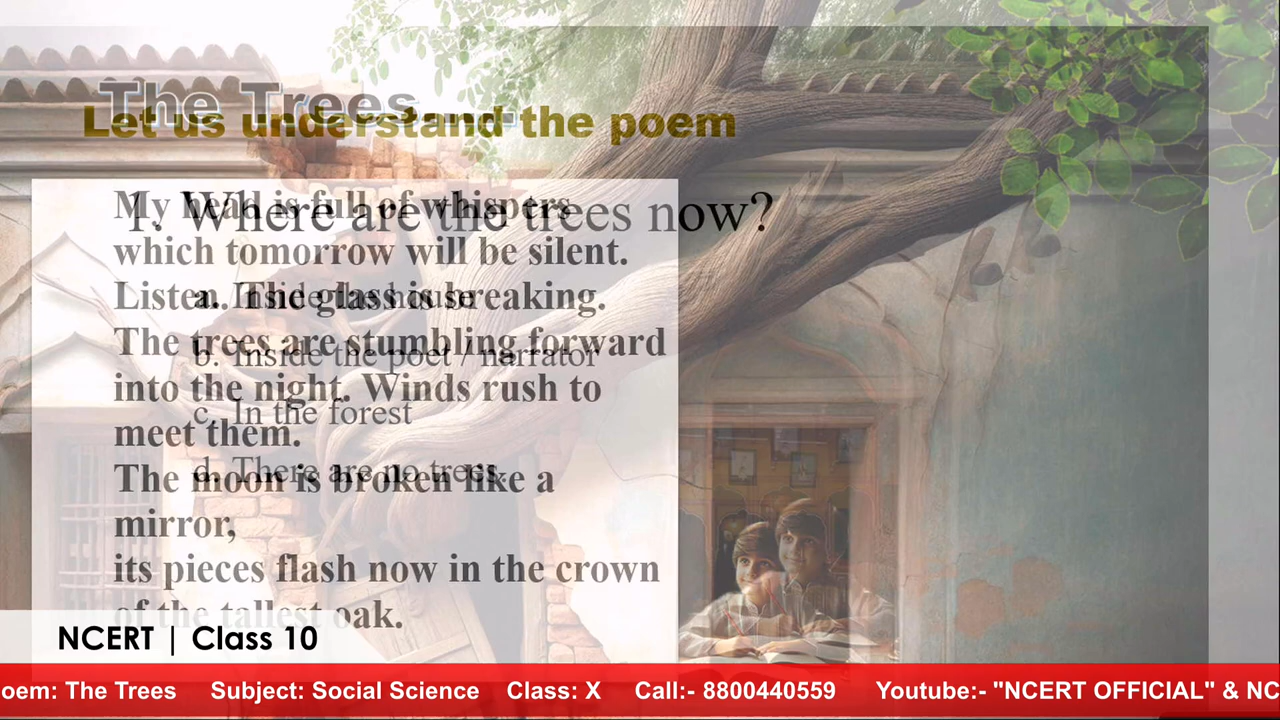 The Trees....
Let us understand the poem
My head is full of whispers
which tomorrow will be silent.
Listen. The glass is breaking.
The trees are stumbling forward
into the night. Winds rush to
meet them.
The moon is broken like a
mirror,
its pieces flash now in the crown
of the tallest oak.
1. Where are the trees now?
a. Inside the house
b. Inside the poet / narrator
c. In the forest
d. There are no trees.
NCERT | Class 10
oem: The Trees Subject: Social Science Class: X Call:- 8800440559 Youtube:- "NCERT OFFICIAL" & NC